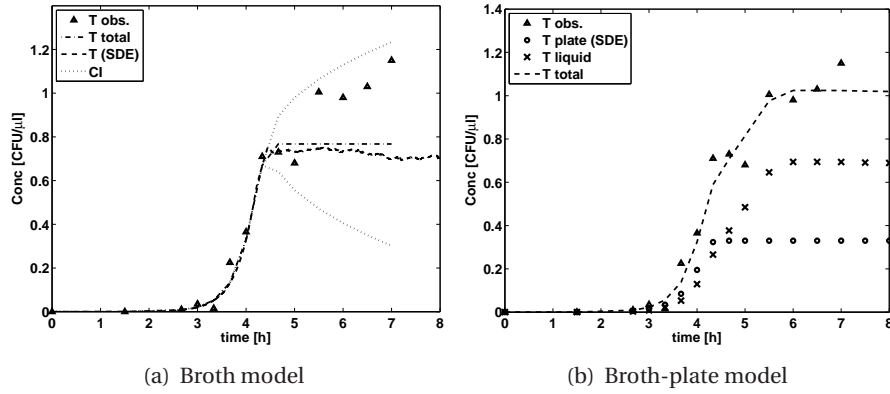 Conc [CFU/μl]
1.2
1
0.8
0.6
0.4
0.2
0
T obs.
T total
T (SDE)
CI
0 1 2 3 4 5 6 7 8
time [h]
(a) Broth model
Conc [CFU/μl]
1.4
1.2
1
0.8
0.6
0.4
0.2
0
T obs.
T plate (SDE)
T liquid
T total
0 1 2 3 4 5 6 7 8
time [h]
(b) Broth-plate model